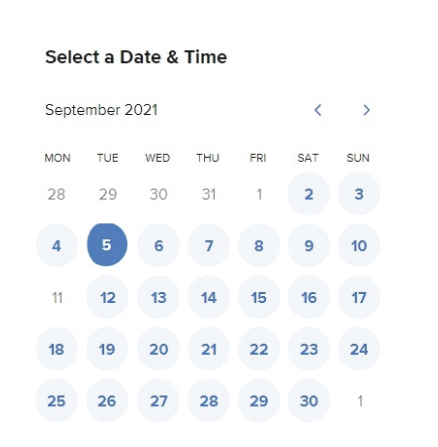 Select a Date & Time
September 2021
MON TUE WED THU FRI SAT SUN
28 29 30 31 1 2 3
4 5 6 7 8 9 10
11 12 13 14 15 16 17
18 19 20 21 22 23 24
25 26 27 28 29 30 1